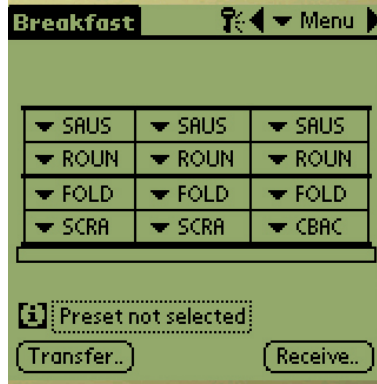 Breakfast Menu
SAUS SAUS SAUS
ROUN ROUN ROUN
FOLD FOLD FOLD
SCRA SCRA CBAC
Preset not selected
Transfer.. Receive..